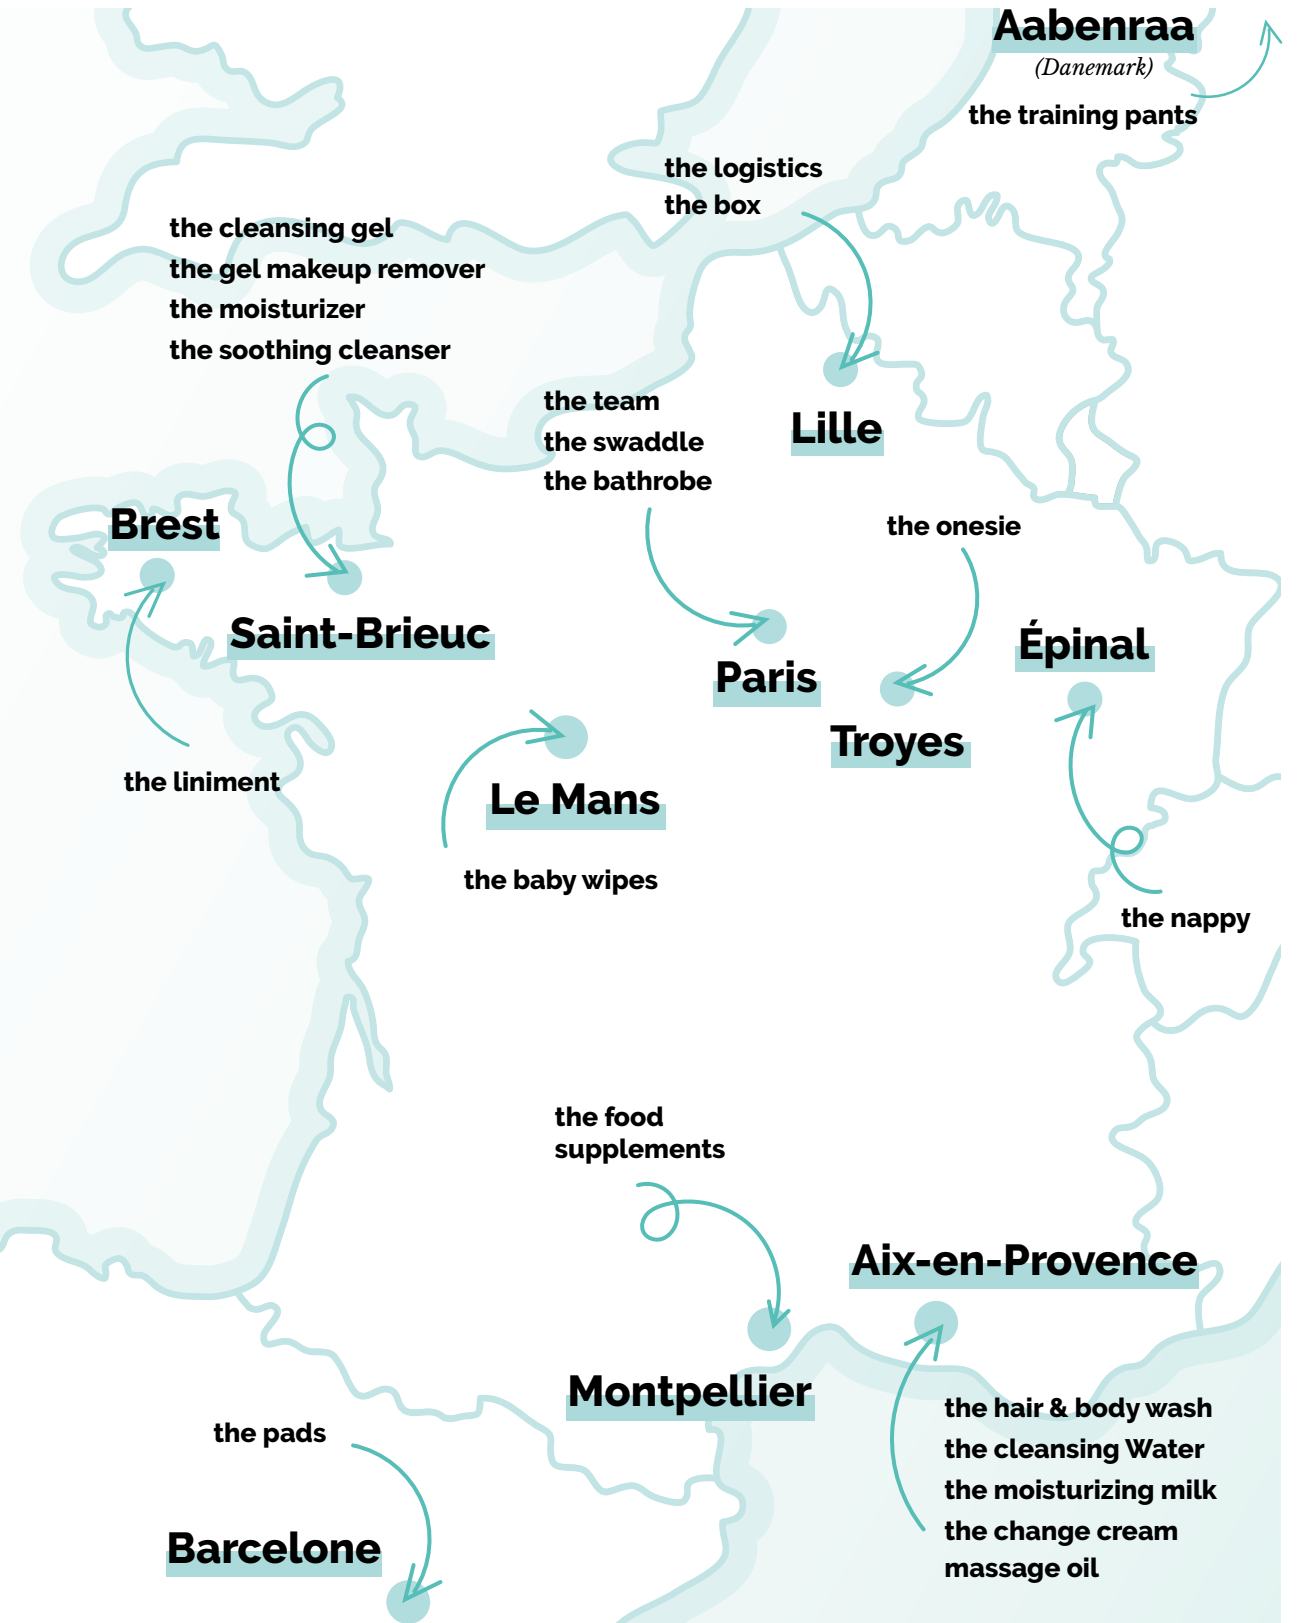 Aabenraa
(Danemark)
the training pants
the logistics
the box
the cleansing gel
the gel makeup remover
the moisturizer
the soothing cleanser
the team
the swaddle
the bathrobe
Lille
Brest
the onesie
Saint-Brieuc
Épinal
Paris
Troyes
the liniment
Le Mans
the baby wipes
the nappy
the food
supplements
Aix-en-Provence
Montpellier
the hair & body wash
the cleansing Water
the moisturizing milk
the change cream
massage oil
the pads
Barcelone